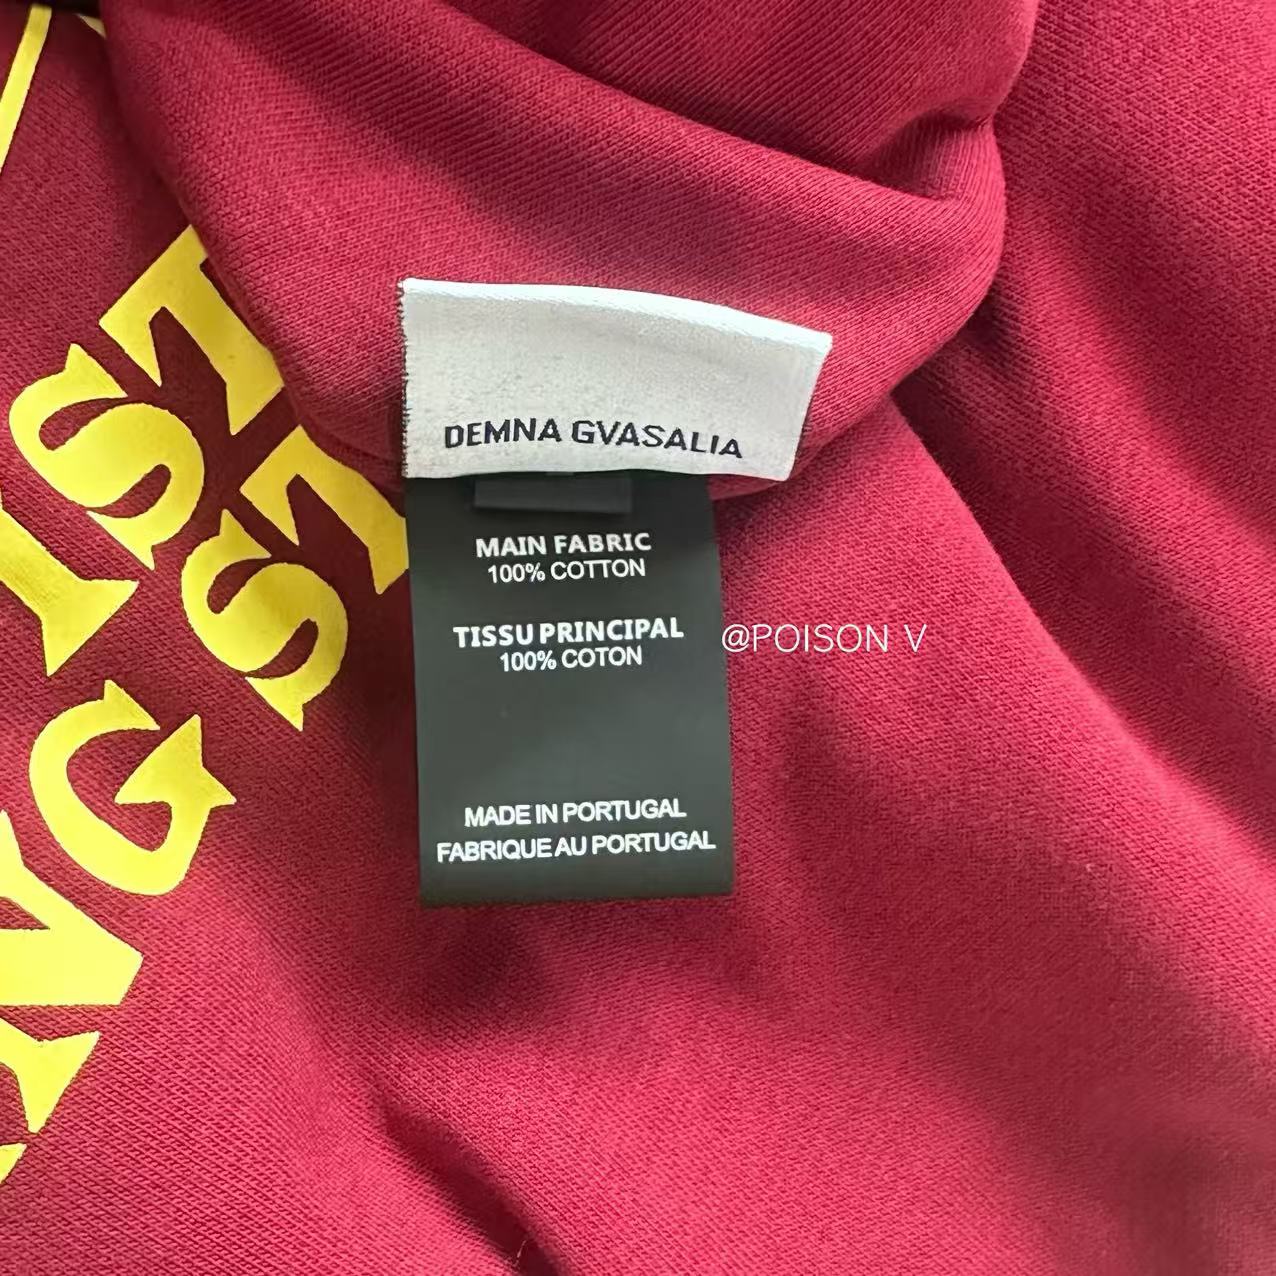 DEMNA GVASALIA
MAIN FABRIC
100% COTTON
TISSU PRINCIPAL
100% COTON
@POISON V
MADE IN PORTUGAL
FABRIQUE AU PORTUGAL